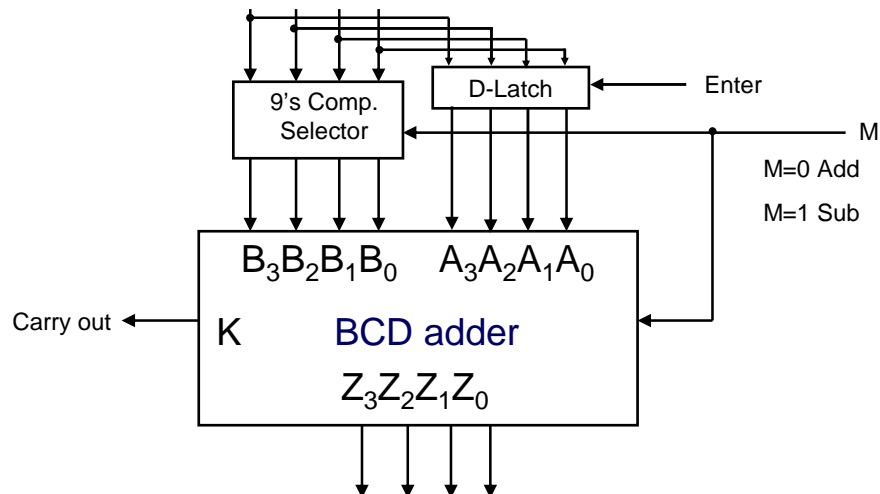 9's Comp.
Selector
D-Latch
Enter
M
M=0 Add
M=1 Sub
B₃B₂B₁B₀
A₃A₂A₁A₀
Carry out
K
BCD adder
Z₃Z₂Z₁Z₀